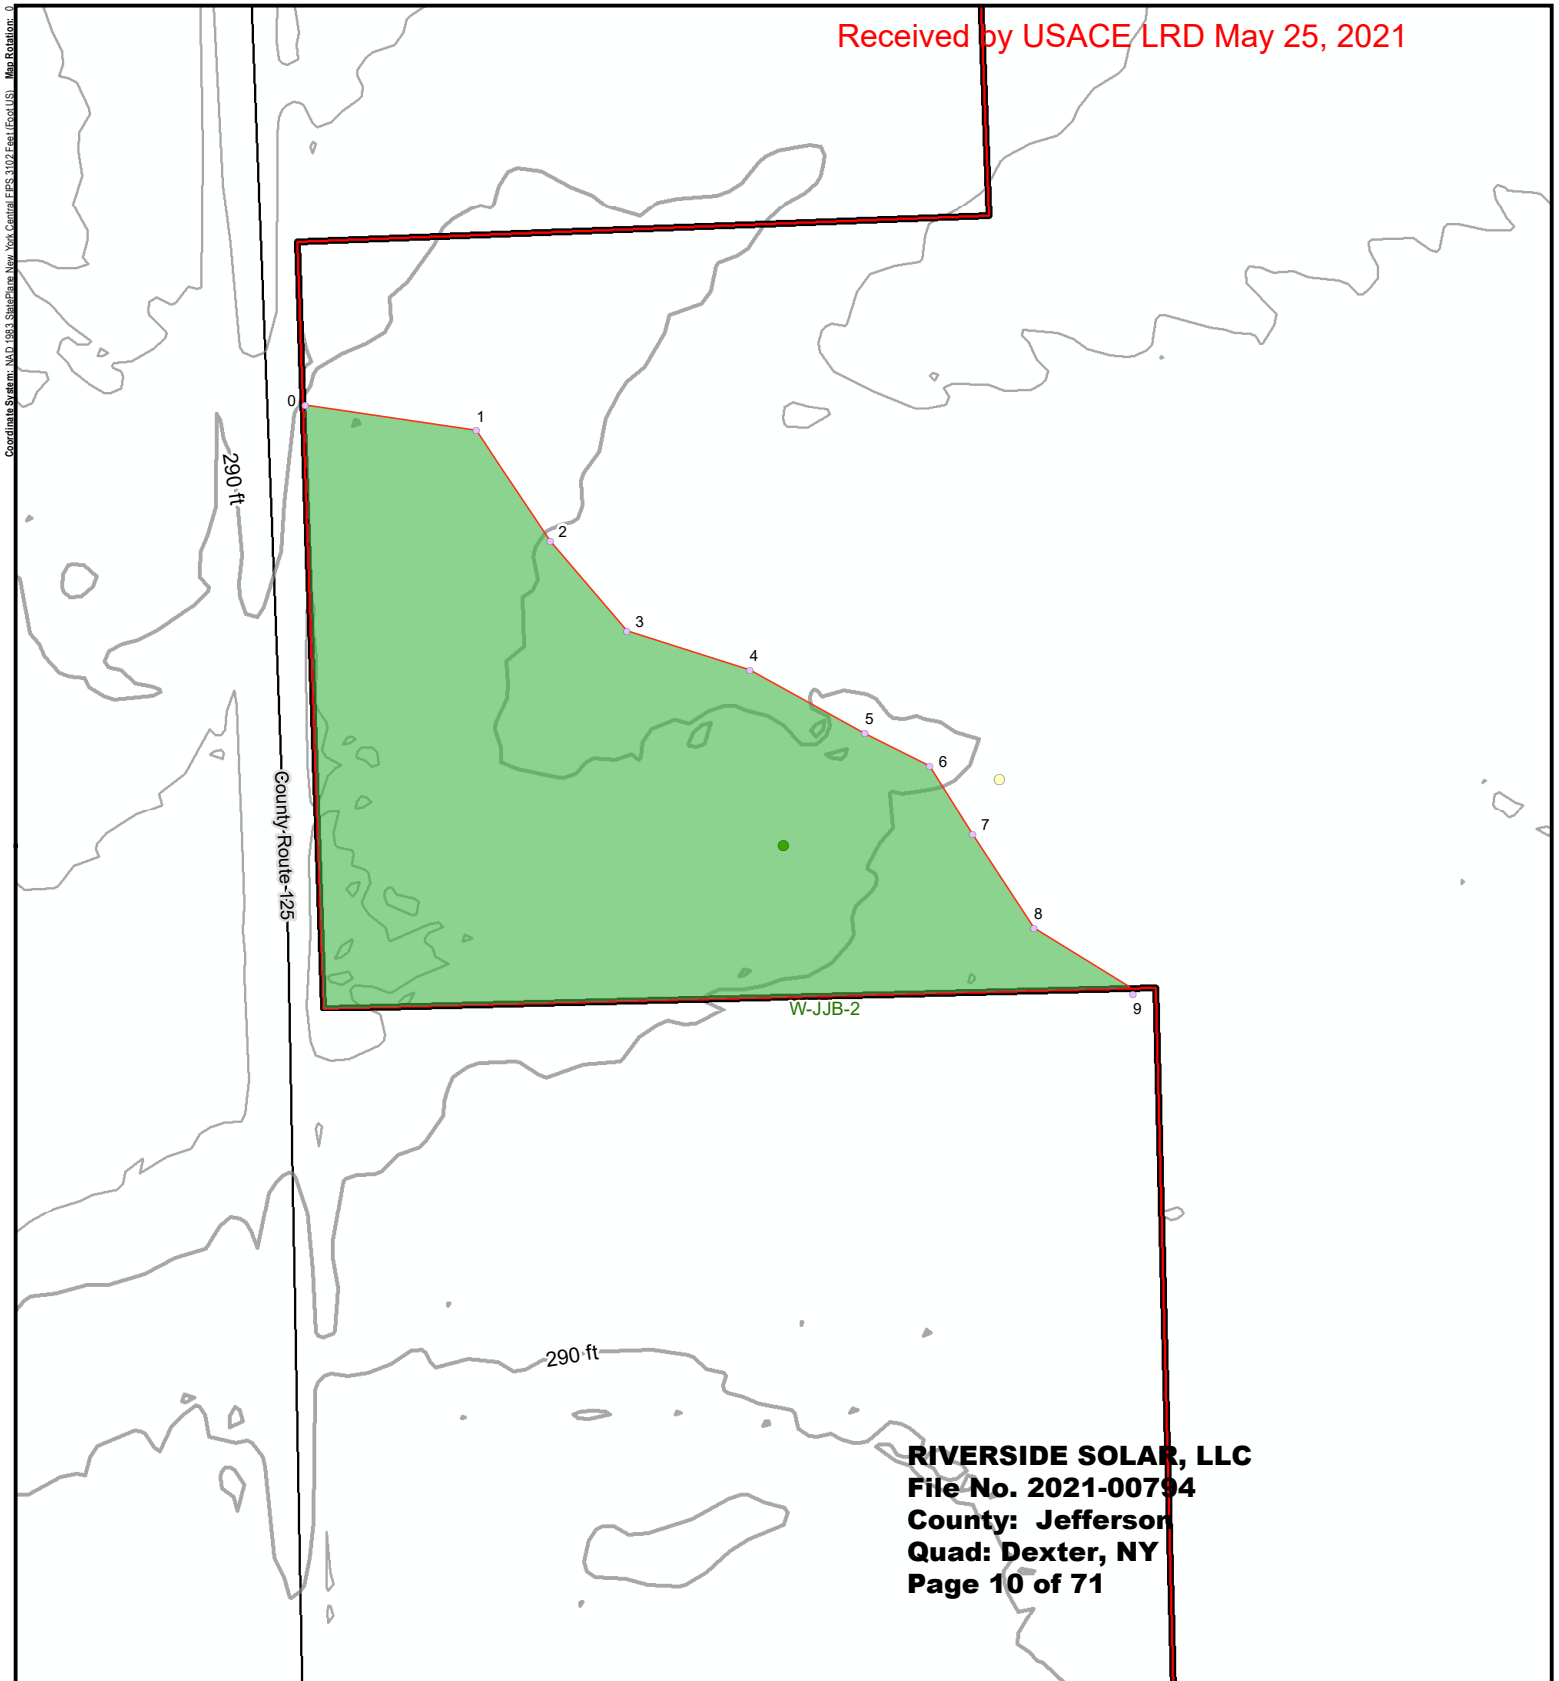 Received by USACE LRD May 25, 2021
Coordinate System: NAD 1983 StatePlane New York Central FIPS 3102 Feet (Foot US) Map Rotation: 0
0
1
290 ft
2
3
4
5
6
County Route 125
7
8
W-JJB-2
9
290 ft
RIVERSIDE SOLAR, LLC
File No. 2021-00794
County: Jefferson
Quad: Dexter, NY
Page 10 of 71